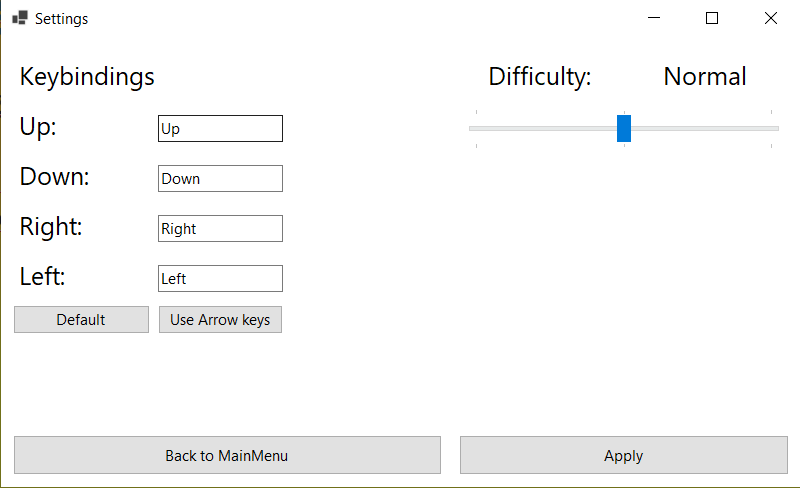 Settings
Keybindings
Difficulty: Normal
Up: Up
Down: Down
Right: Right
Left: Left
Default Use Arrow keys
Back to MainMenu Apply